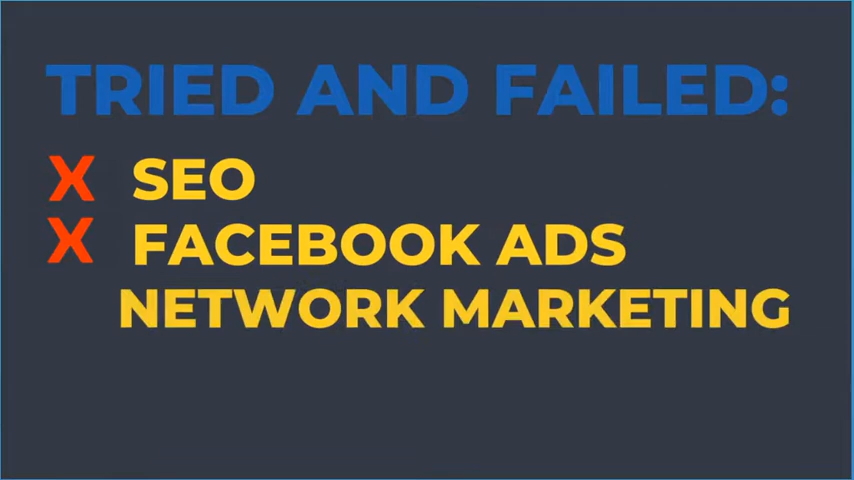 TRIED AND FAILED:
X SEO
X FACEBOOK ADS
NETWORK MARKETING